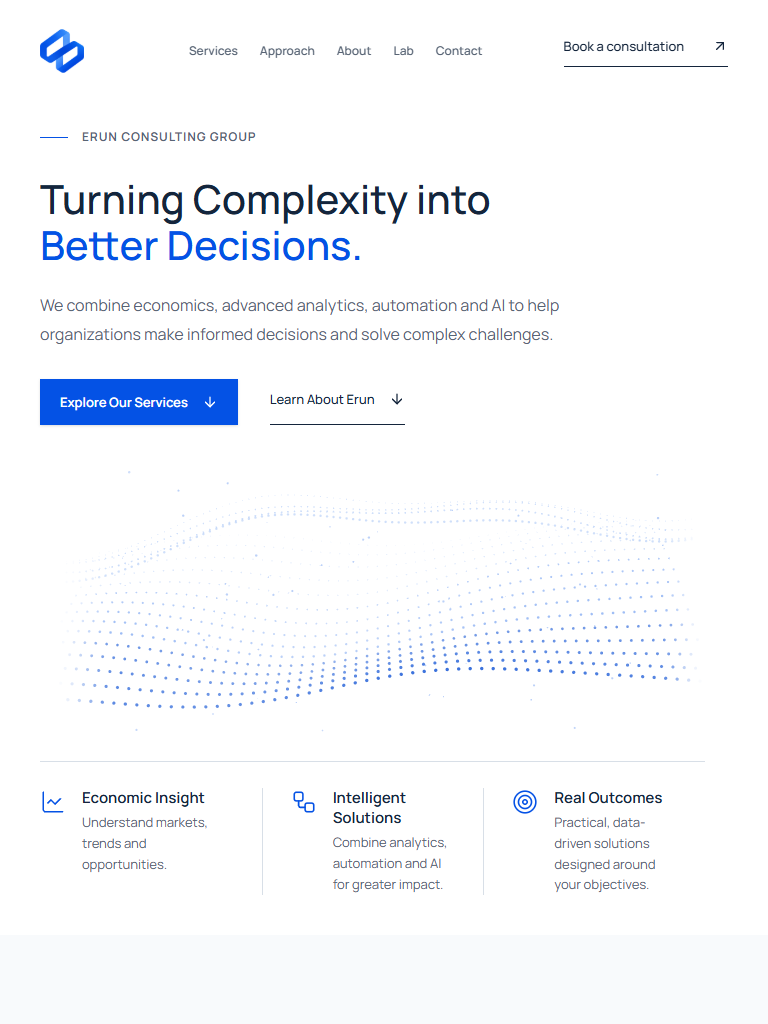 Services Approach About Lab Contact
Book a consultation
ERUN CONSULTING GROUP
Turning Complexity into
Better Decisions.
We combine economics, advanced analytics, automation and AI to help
organizations make informed decisions and solve complex challenges.
Explore Our Services
Learn About Erun
Economic Insight
Understand markets,
trends and
opportunities.
Intelligent
Solutions
Combine analytics,
automation and AI
for greater impact.
Real Outcomes
Practical, data-
driven solutions
designed around
your objectives.